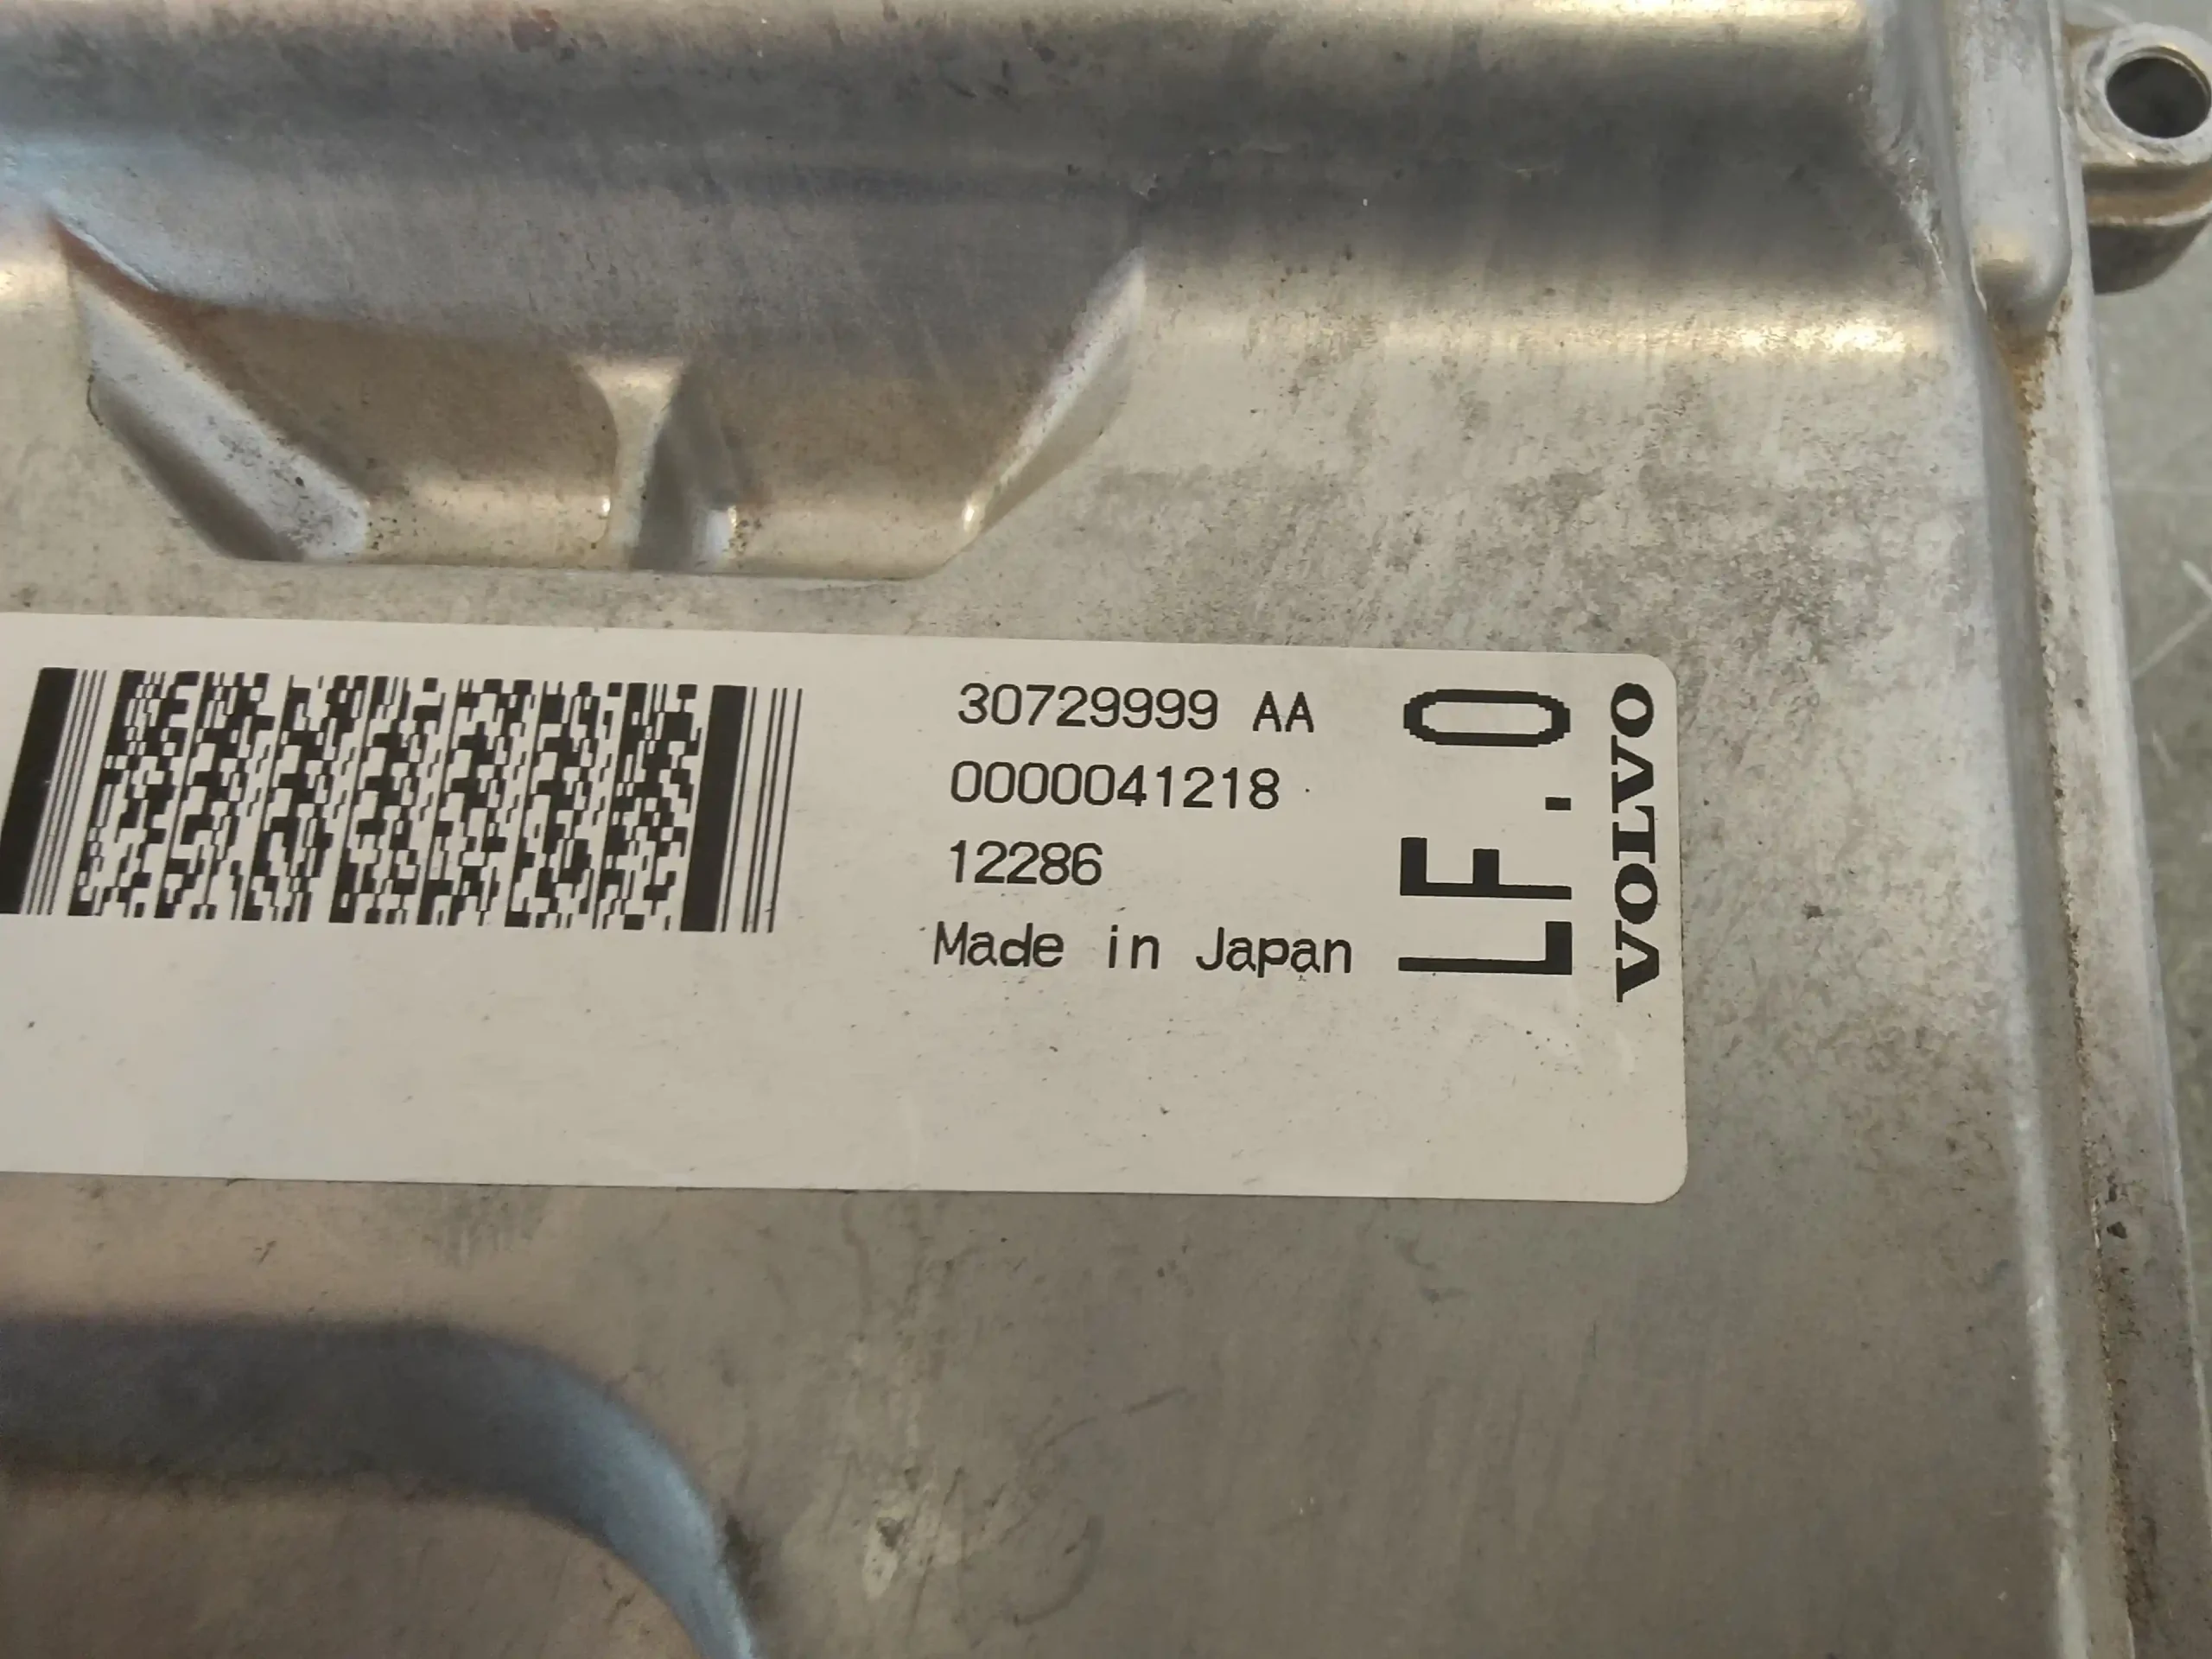 30729999 AA
0000041218
12286
Made in Japan
LF.0
VOLVO